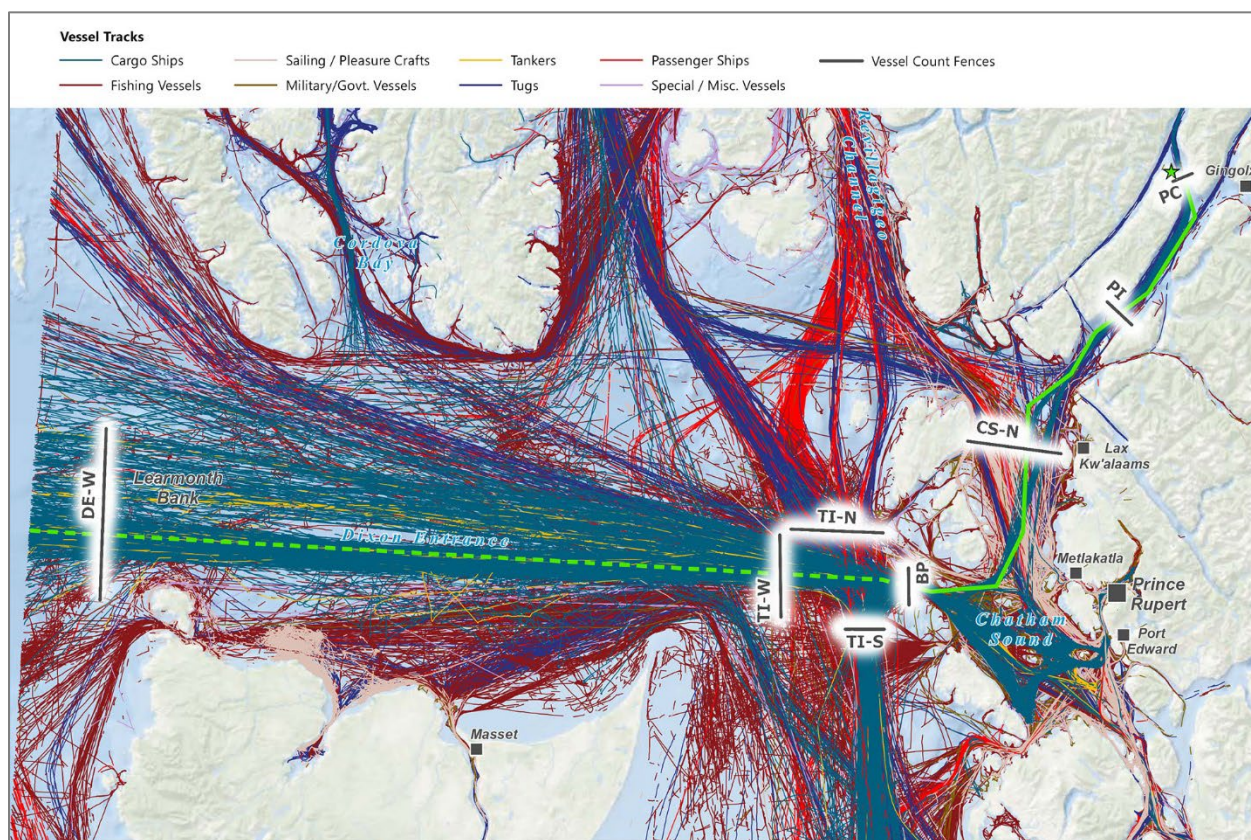 Vessel Tracks
Cargo Ships
Sailing / Pleasure Crafts
Tankers
Passenger Ships
Vessel Count Fences
Fishing Vessels
Military/Govt. Vessels
Tugs
Special / Misc. Vessels
Revillagigeo
Channel
Gingolx
PC
Cordova
Bay
PI
CS-N
Lax
Kw'alaams
DE-W
Learmonth
Bank
Dixon Entrance
TI-N
TI-W
BP
Metlakatla
Prince
Rupert
Chatham
Sound
TI-S
Port
Edward
Masset